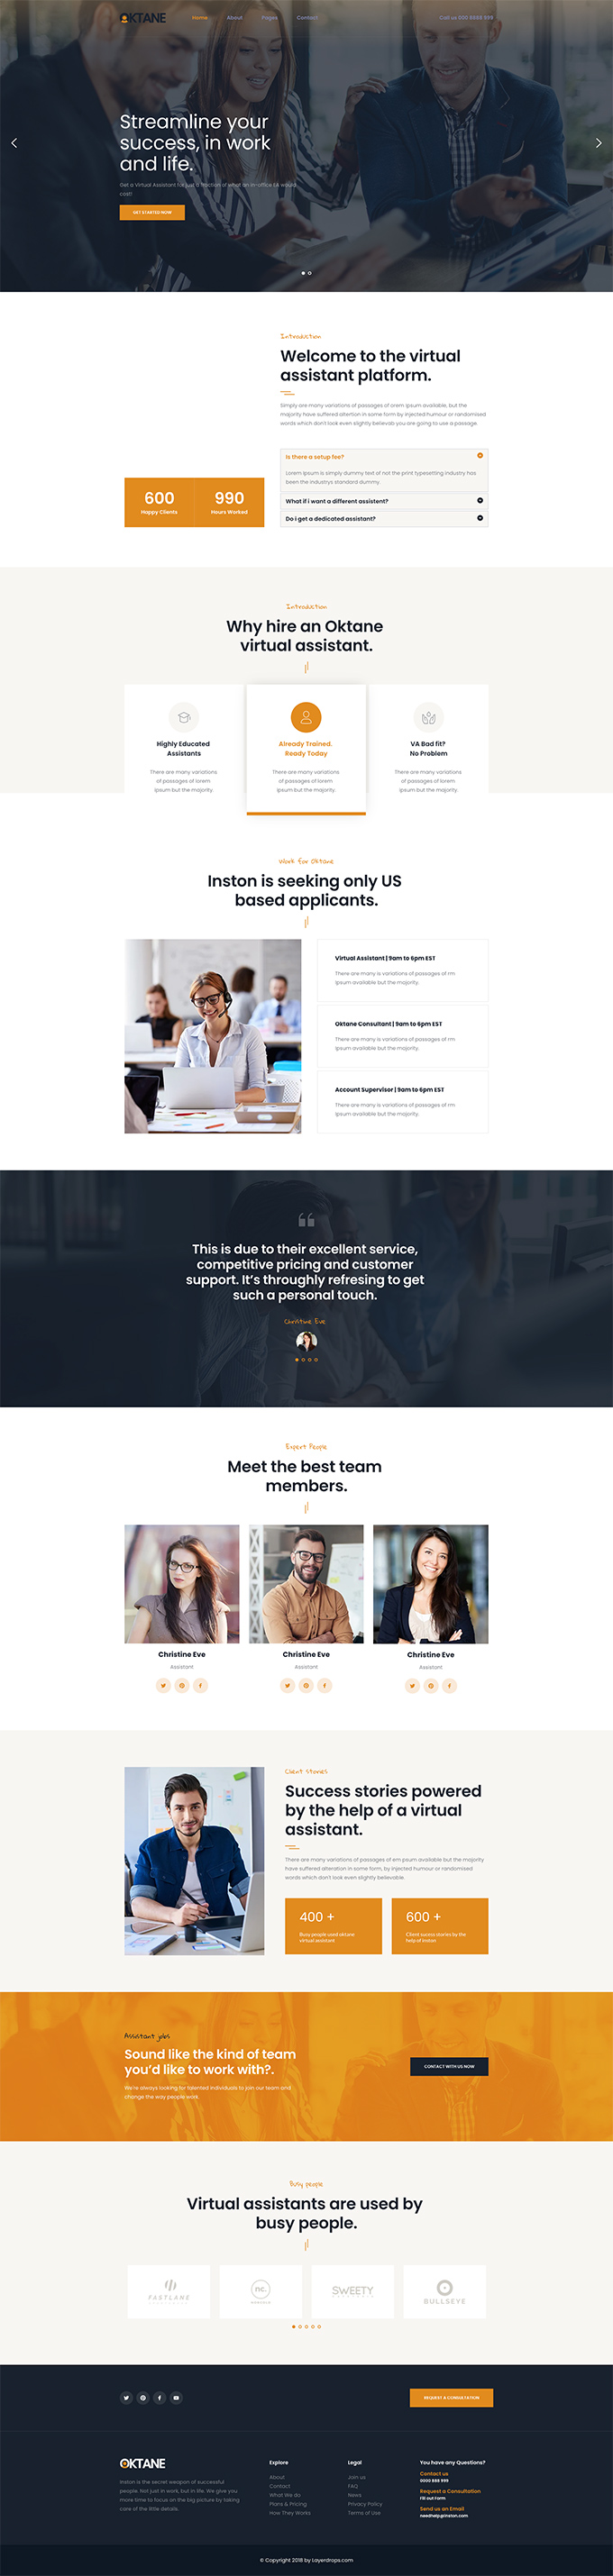 OKTANE Home About Pages Contact Call us 000 8888 999
Streamline your
success, in work
and life.
Get a Virtual Assistant for just a fraction of what an in-office EA would
cost!
GET STARTED NOW
Introduction
Welcome to the virtual
assistant platform.
Simply are many variations of passages of orem ipsum available, but the
majority have suffered altertion in some form by injected humour or randomised
words which don't look even slightly believab you are going to use a passage.
Is there a setup fee?
Lorem ipsum is simply dummy text of not the print typesetting industry has
been the industrys standard dummy.
What if i want a different assistent?
Do i get a dedicated assistant?
600 990
Happy Clients Hours Worked
Introduction
Why hire an Oktane
virtual assistant.
Highly Educated
Assistants
There are many variations
of passages of lorem
ipsum but the majority.
Already Trained.
Ready Today
There are many variations
of passages of lorem
ipsum but the majority.
VA Bad fit?
No Problem
There are many variations
of passages of lorem
ipsum but the majority.
Work for Oktane
Inston is seeking only US
based applicants.
Virtual Assistant | 9am to 6pm EST
There are many is variations of passages of rm
ipsum available but the majority.
Oktane Consultant | 9am to 6pm EST
There are many is variations of passages of rm
ipsum available but the majority.
Account Supervisor | 9am to 6pm EST
There are many is variations of passages of rm
ipsum available but the majority.
This is due to their excellent service,
competitive pricing and customer
support. It's throughly refresing to get
such a personal touch.
Christine Eve
Expert People
Meet the best team
members.
Christine Eve
Assistant
Christine Eve
Assistant
Christine Eve
Assistant
Client Stories
Success stories powered
by the help of a virtual
assistant.
There are many variations of passages of em psum available but the majority
have suffered alteration in some form, by injected humour or randomised
words which don't look even slightly believable.
400 +
Busy people used oktane
virtual assistant
600 +
Client sucess stories by the
help of inston
Assistant jobs
Sound like the kind of team
you'd like to work with?.
We're always looking for talented individuals to join our team and
change the way people work.
CONTACT WITH US NOW
Busy people
Virtual assistants are used by
busy people.
FASTLANE
nc.
SWEETY
BULLSEYE
REQUEST A CONSULTATION
OKTANE
Inston is the secret weapon of successful
people. Not just in work, but in life. We give you
more time to focus on the big picture by taking
care of the little details.
Explore
About
Contact
What We do
Plans & Pricing
How They Works
Legal
Join us
FAQ
News
Privacy Policy
Terms of Use
You have any Questions?
Contact us
0000 888 999
Request a Consultation
Fill out Form
Send us an Email
needhelp@inston.com
© Copyright 2018 by Layerdrops.com